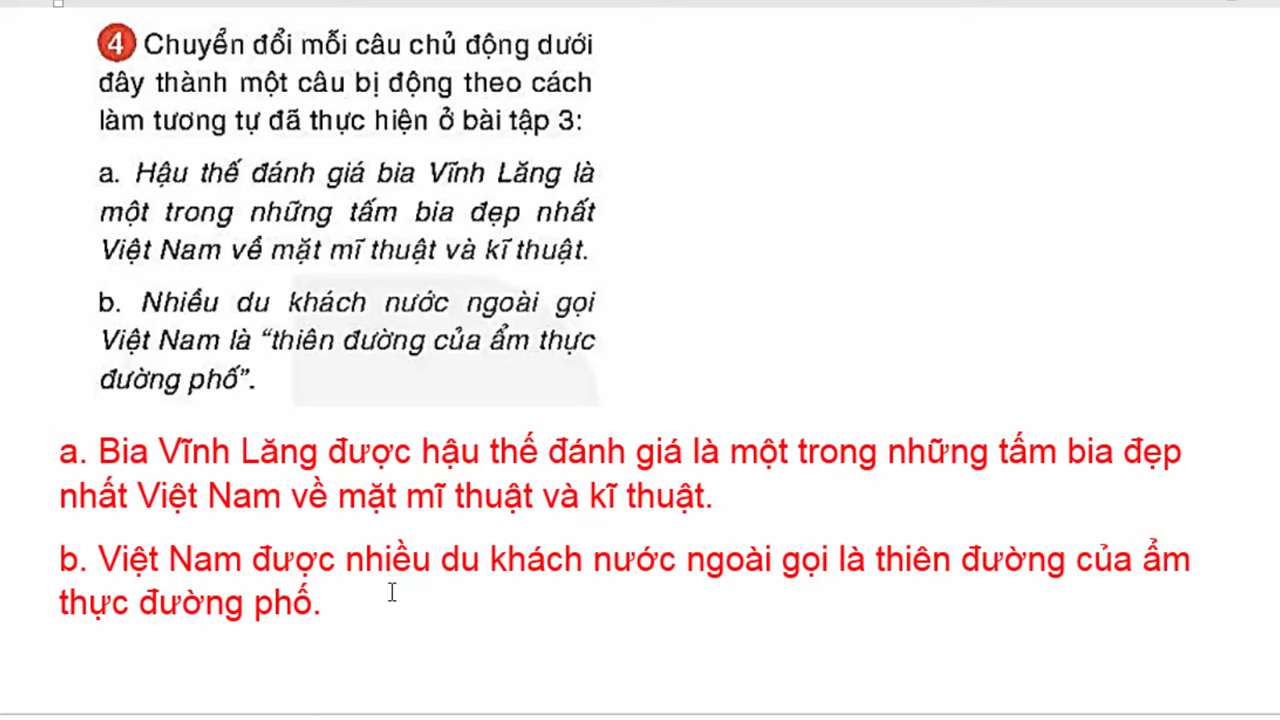 4 Chuyển đổi mỗi câu chủ động dưới
đây thành một câu bị động theo cách
làm tương tự đã thực hiện ở bài tập 3:
a. Hậu thế đánh giá bia Vĩnh Lăng là
một trong những tấm bia đẹp nhất
Việt Nam về mặt mĩ thuật và kĩ thuật.
b. Nhiều du khách nước ngoài gọi
Việt Nam là “thiên đường của ẩm thực
đường phố”.
a. Bia Vĩnh Lăng được hậu thế đánh giá là một trong những tấm bia đẹp
nhất Việt Nam về mặt mĩ thuật và kĩ thuật.
b. Việt Nam được nhiều du khách nước ngoài gọi là thiên đường của ẩm
thực đường phố.